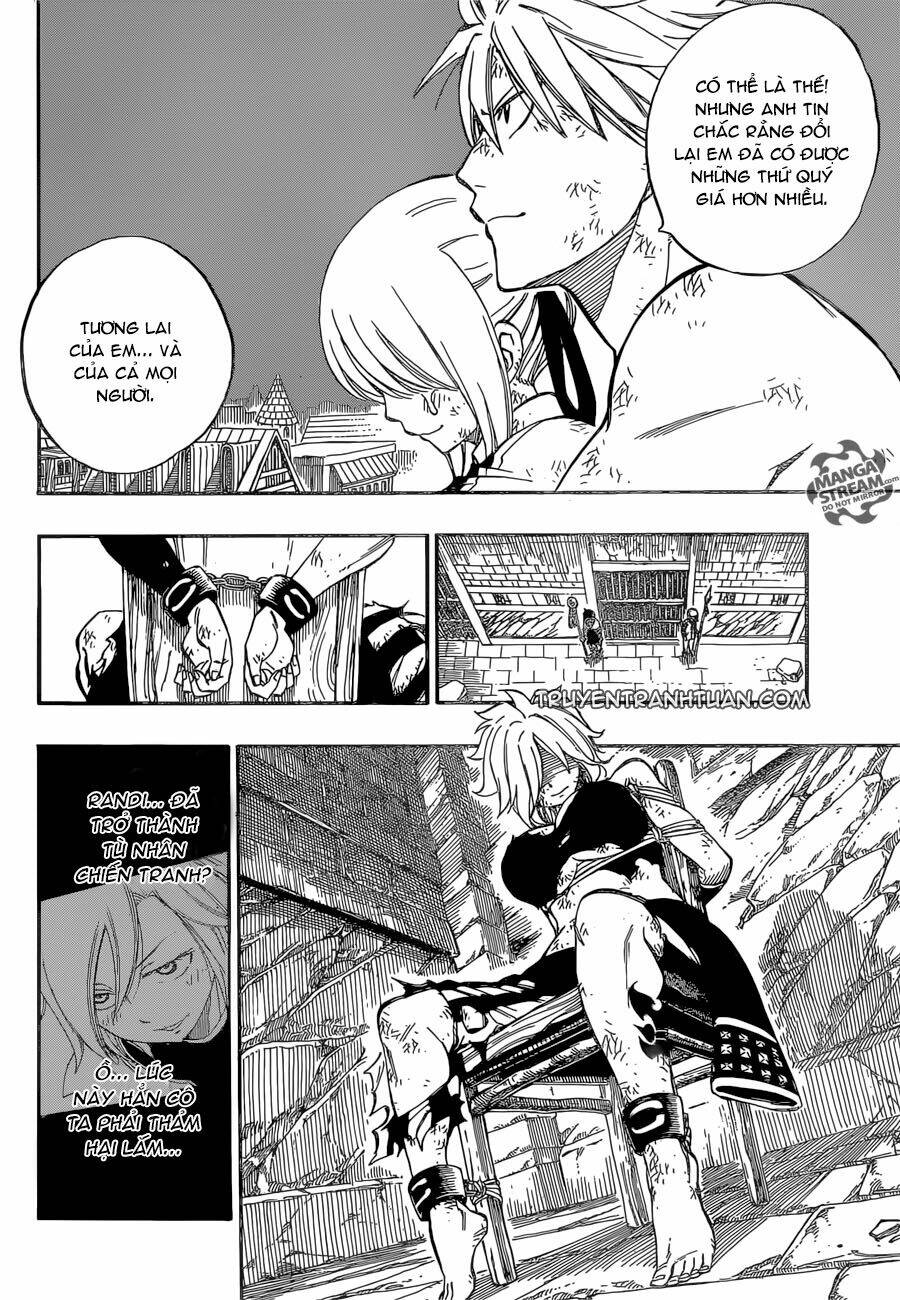 CÓ THỂ LÀ THẾ!
NHƯNG ANH TIN
CHẮC RẰNG ĐỔI
LẠI EM ĐÃ CÓ ĐƯỢC
NHỮNG THỨ QUÝ
GIÁ HƠN NHIỀU.
TƯƠNG LAI
CỦA EM... VÀ
CỦA CẢ MỌI
NGƯỜI.
MANGA
STREAM.com
DO NOT MIRROR
TRUYENTRANHTUAN.COM
RANDI... ĐÃ
TRỞ THÀNH
TÙ NHÂN
CHIẾN TRANH?
Ồ... LÚC
NÀY HẲN CÔ
TA PHẢI THẢM
HẠI LẮM...